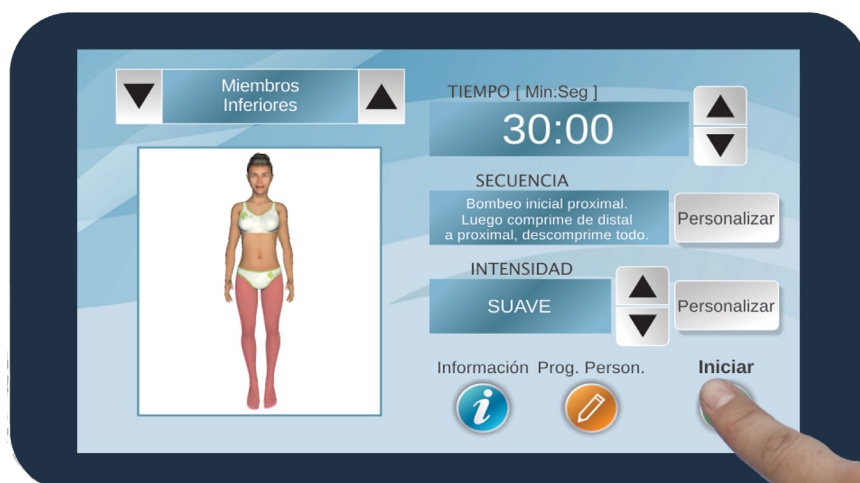 Miembros
Inferiores
TIEMPO [ Min:Seg ]
30:00
SECUENCIA
Bombeo inicial proximal.
Luego comprime de distal
a proximal, descomprime todo.
Personalizar
INTENSIDAD
SUAVE
Personalizar
Información Prog. Person. Iniciar
i